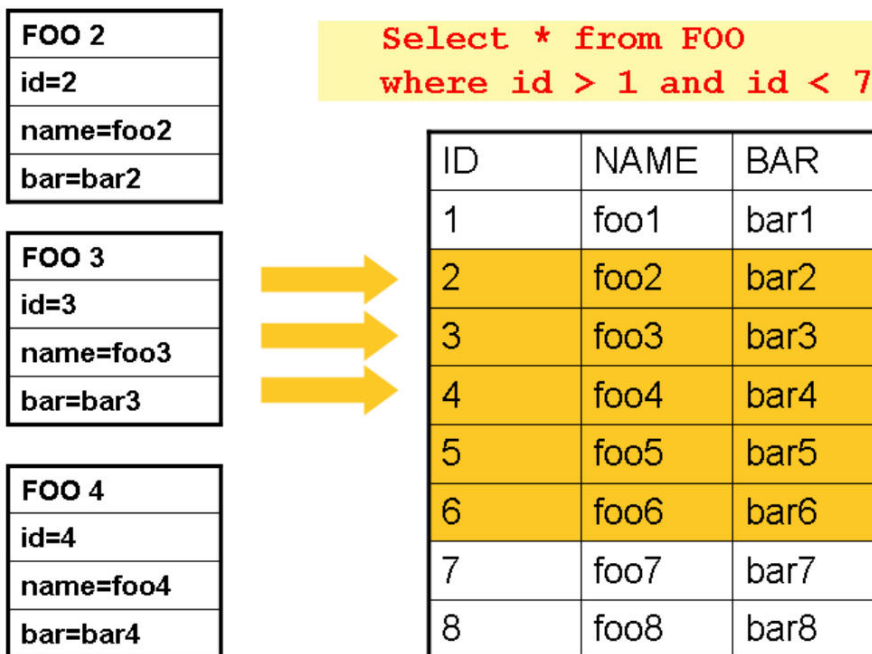 FOO 2
id=2
name=foo2
bar=bar2
FOO 3
id=3
name=foo3
bar=bar3
FOO 4
id=4
name=foo4
bar=bar4
Select * from FOO
where id > 1 and id < 7
ID NAME BAR
1 foo1 bar1
2 foo2 bar2
3 foo3 bar3
4 foo4 bar4
5 foo5 bar5
6 foo6 bar6
7 foo7 bar7
8 foo8 bar8